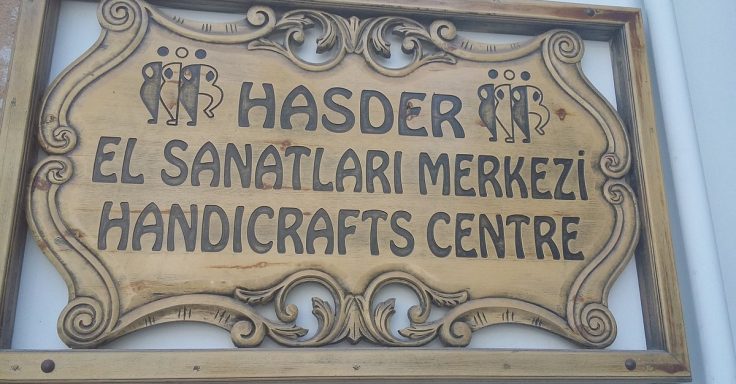 HASDER
EL SANATLARI MERKEZİ
HANDICRAFTS CENTRE